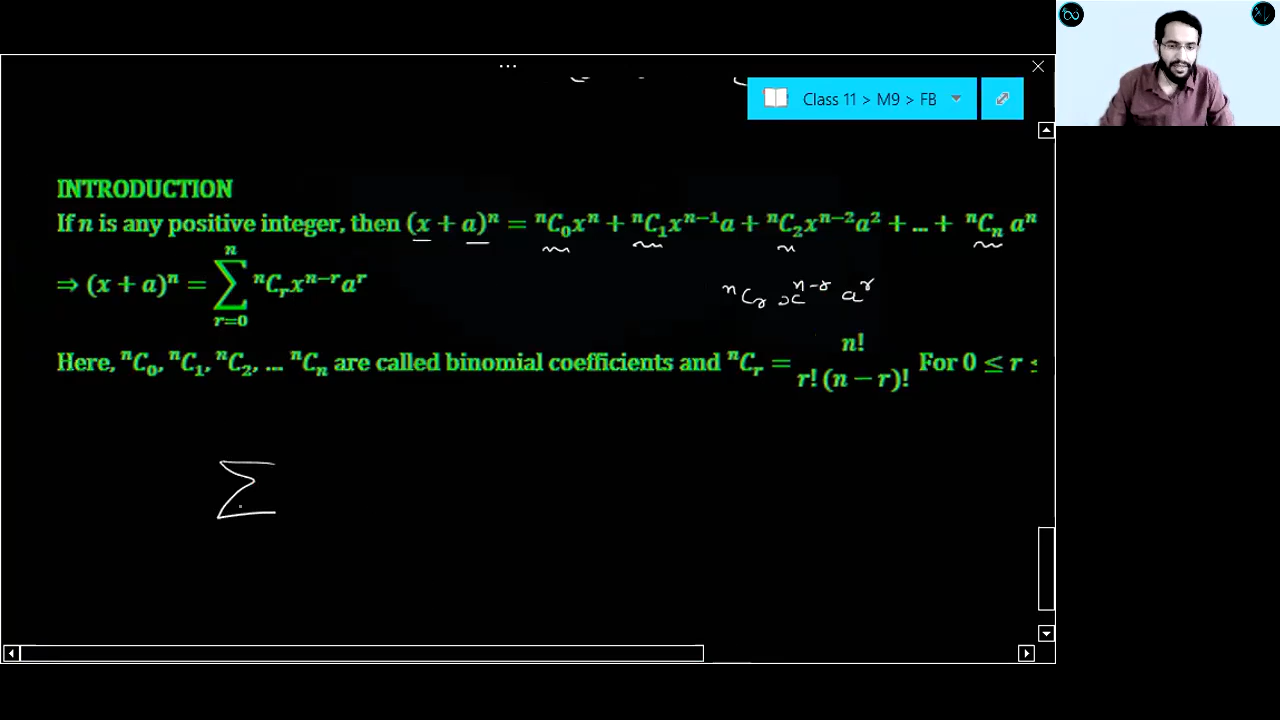 Class 11 > M9 > FB
INTRODUCTION
If n is any positive integer, then (x + a)ⁿ = ⁿC₀xⁿ + ⁿC₁xⁿ⁻¹a + ⁿC₂xⁿ⁻²a² + ... + ⁿCₙ aⁿ
⇒ (x + a)ⁿ = ∑_{r=0}^{n} ⁿCᵣxⁿ⁻ʳaʳ
ⁿCᵣ xⁿ⁻ʳ aʳ
Here, ⁿC₀, ⁿC₁, ⁿC₂, ... ⁿCₙ are called binomial coefficients and ⁿCᵣ = n!/(r! (n − r)!) For 0 ≤ r ≤
∑